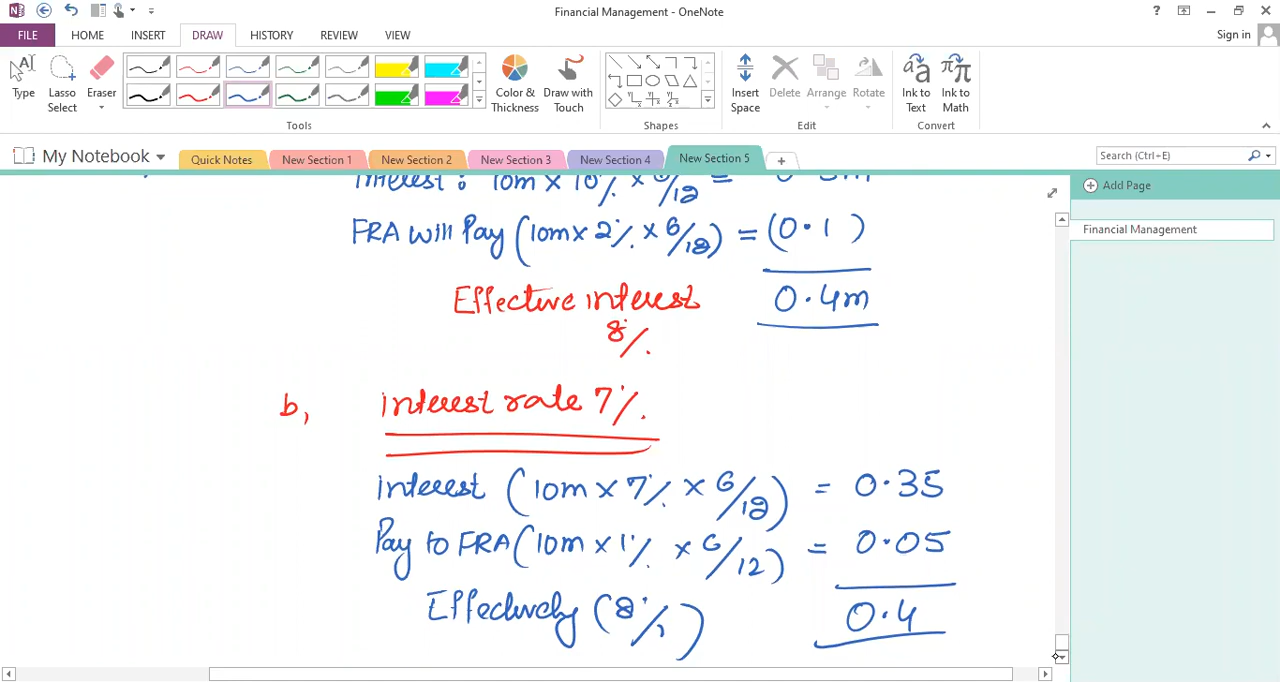 Financial Management - OneNote
?
FILE HOME INSERT DRAW HISTORY REVIEW VIEW
Sign in
Type
Lasso Select
Eraser
Color & Thickness
Draw with Touch
Insert Space
Delete
Arrange
Rotate
Ink to Text
Ink to Math
Tools
Shapes
Edit
Convert
My Notebook
Quick Notes
New Section 1
New Section 2
New Section 3
New Section 4
New Section 5
Search (Ctrl+E)
Add Page
Financial Management
Interest : 10m × 10% × 6/12 =
FRA will Pay (10m × 2% × 6/12) = (0.1)
Effective interest 0.4m
8%
b, interest rate 7%
interest (10m × 7% × 6/12) = 0.35
Pay to FRA (10m × 1% × 6/12) = 0.05
Effectively (8%) 0.4